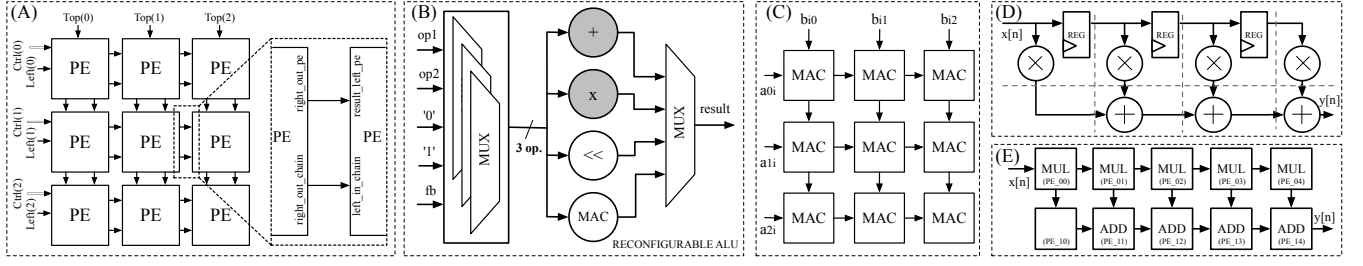 (A)
Top(0) Top(1) Top(2)
Ctrl(0)
Left(0)
PE PE PE
Ctrl(1)
Left(1)
PE PE PE
Ctrl(2)
Left(2)
PE PE PE
right_out_pe
result_left_pe
PE PE
right_out_chain
left_in_chain
(B)
op1
op2
'0'
'1'
fb
MUX
3 op.
+
x
<<
MAC
MUX
result
RECONFIGURABLE ALU
(C)
bi0 bi1 bi2
a0i
MAC MAC MAC
a1i
MAC MAC MAC
a2i
MAC MAC MAC
(D)
x[n]
REG REG REG
× × × ×
+ + +
y[n]
(E)
x[n]
MUL MUL MUL MUL MUL
(PE_00) (PE_01) (PE_02) (PE_03) (PE_04)
y[n]
ADD ADD ADD ADD
(PE_10) (PE_11) (PE_12) (PE_13) (PE_14)